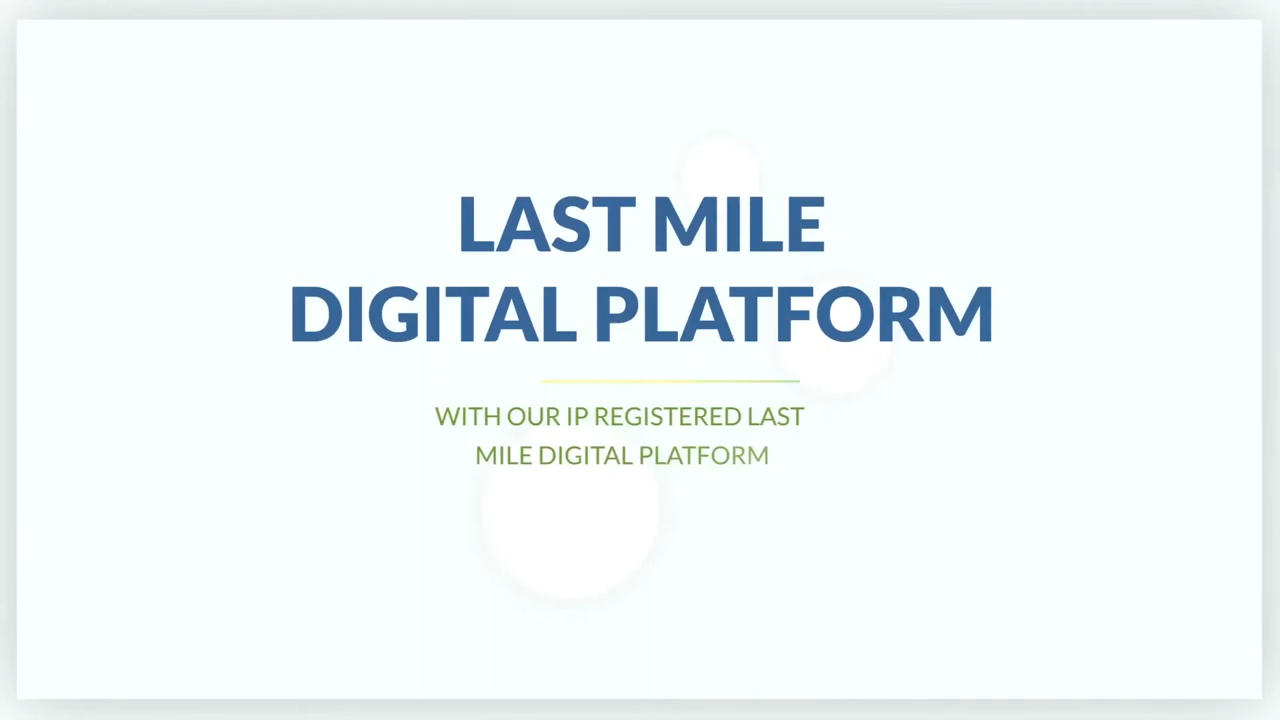 LAST MILE
DIGITAL PLATFORM
WITH OUR IP REGISTERED LAST
MILE DIGITAL PLATFORM